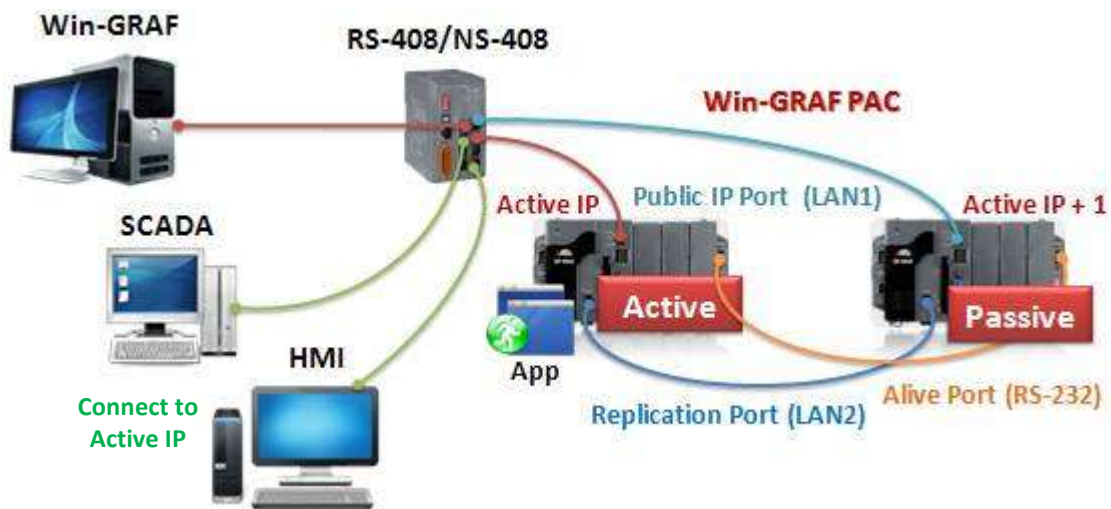 Win-GRAF
RS-408/NS-408
Win-GRAF PAC
Active IP
Public IP Port (LAN1)
Active IP + 1
SCADA
Active
Passive
App
HMI
Connect to
Active IP
Replication Port (LAN2)
Alive Port (RS-232)